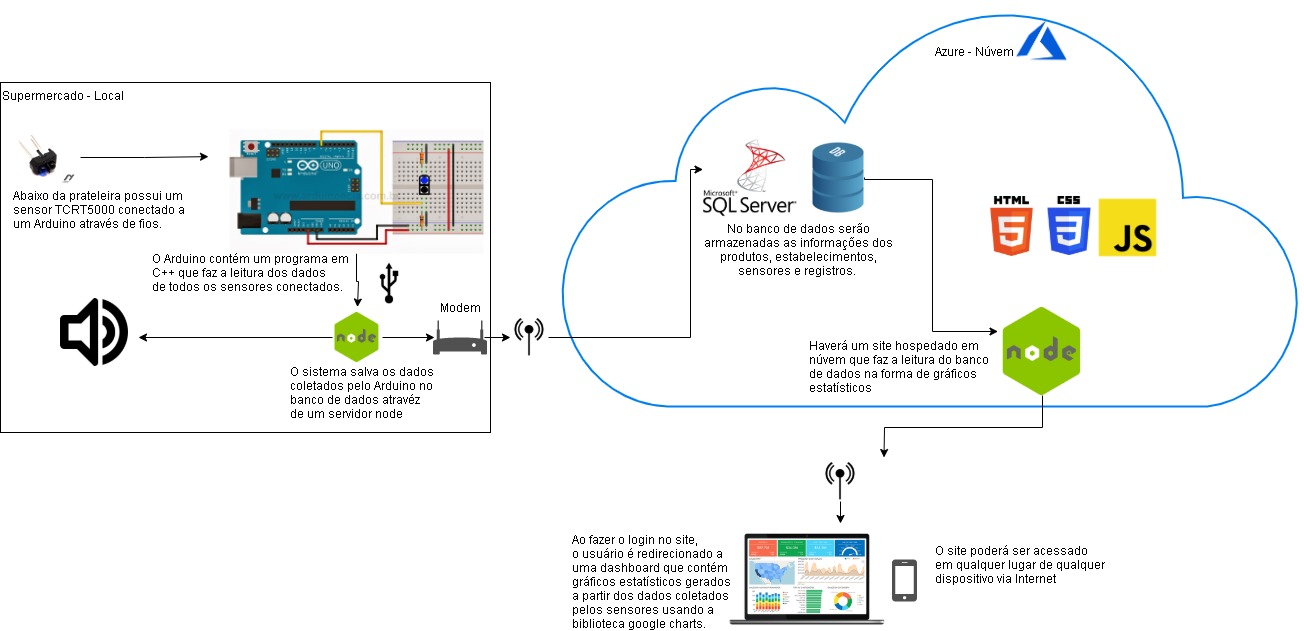 Azure - Núvem
Supermercado - Local
Abaixo da prateleira possui um
sensor TCRT5000 conectado a
um Arduino através de fios.
UNO
ARDUINO
O Arduino contém um programa em
C++ que faz a leitura dos dados
de todos os sensores conectados.
Modem
node
O sistema salva os dados
coletados pelo Arduino no
banco de dados atravéz
de um servidor node
Microsoft®
SQL Server®
DB
No banco de dados serão
armazenadas as informações dos
produtos, estabelecimentos,
sensores e registros.
HTML
5
CSS
3
JS
Haverá um site hospedado em
núvem que faz a leitura do banco
de dados na forma de gráficos
estatísticos
node
Ao fazer o login no site,
o usuário é redirecionado a
uma dashboard que contém
gráficos estatísticos gerados
a partir dos dados coletados
pelos sensores usando a
biblioteca google charts.
O site poderá ser acessado
em qualquer lugar de qualquer
dispositivo via Internet